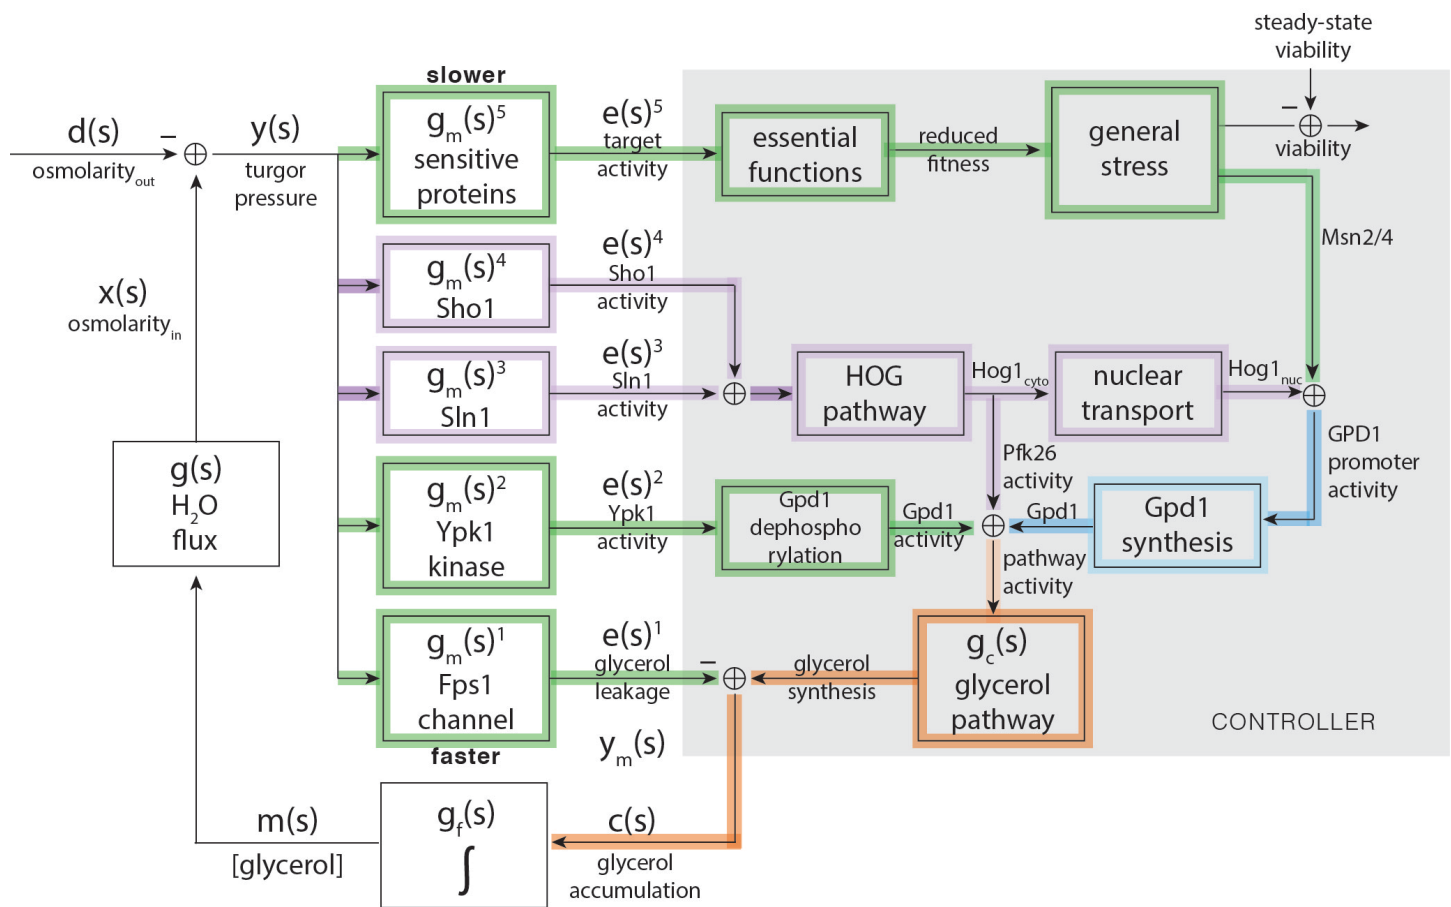 steady-state
viability
slower
d(s)
−
osmolarity_out
y(s)
turgor
pressure
g_m(s)^5
sensitive
proteins
e(s)^5
target
activity
essential
functions
reduced
fitness
general
stress
−
viability
Msn2/4
x(s)
osmolarity_in
g_m(s)^4
Sho1
e(s)^4
Sho1
activity
g_m(s)^3
Sln1
e(s)^3
Sln1
activity
HOG
pathway
Hog1_cyto
nuclear
transport
Hog1_nuc
Pfk26
activity
GPD1
promoter
activity
g(s)
H_2O
flux
g_m(s)^2
Ypk1
kinase
e(s)^2
Ypk1
activity
Gpd1
dephospho
rylation
Gpd1
activity
Gpd1
Gpd1
synthesis
pathway
activity
g_m(s)^1
Fps1
channel
faster
e(s)^1
glycerol
leakage
−
glycerol
synthesis
g_c(s)
glycerol
pathway
CONTROLLER
y_m(s)
m(s)
[glycerol]
g_f(s)
∫
c(s)
glycerol
accumulation